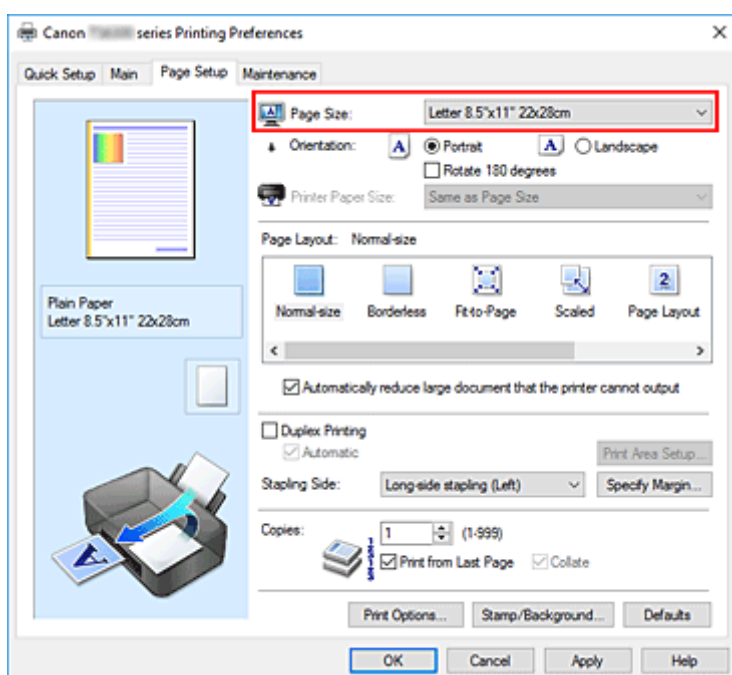 Canon series Printing Preferences
Quick Setup Main Page Setup Maintenance
Page Size: Letter 8.5"x11" 22x28cm
Orientation: A Portrait A Landscape
Rotate 180 degrees
Printer Paper Size: Same as Page Size
Page Layout: Normal-size
Normal-size Borderless Fit-to-Page Scaled Page Layout
Plain Paper
Letter 8.5"x11" 22x28cm
Automatically reduce large document that the printer cannot output
Duplex Printing
Automatic
Print Area Setup...
Stapling Side: Long-side stapling (Left) Specify Margin...
Copies: 1 (1-999)
Print from Last Page Collate
Print Options... Stamp/Background... Defaults
OK Cancel Apply Help